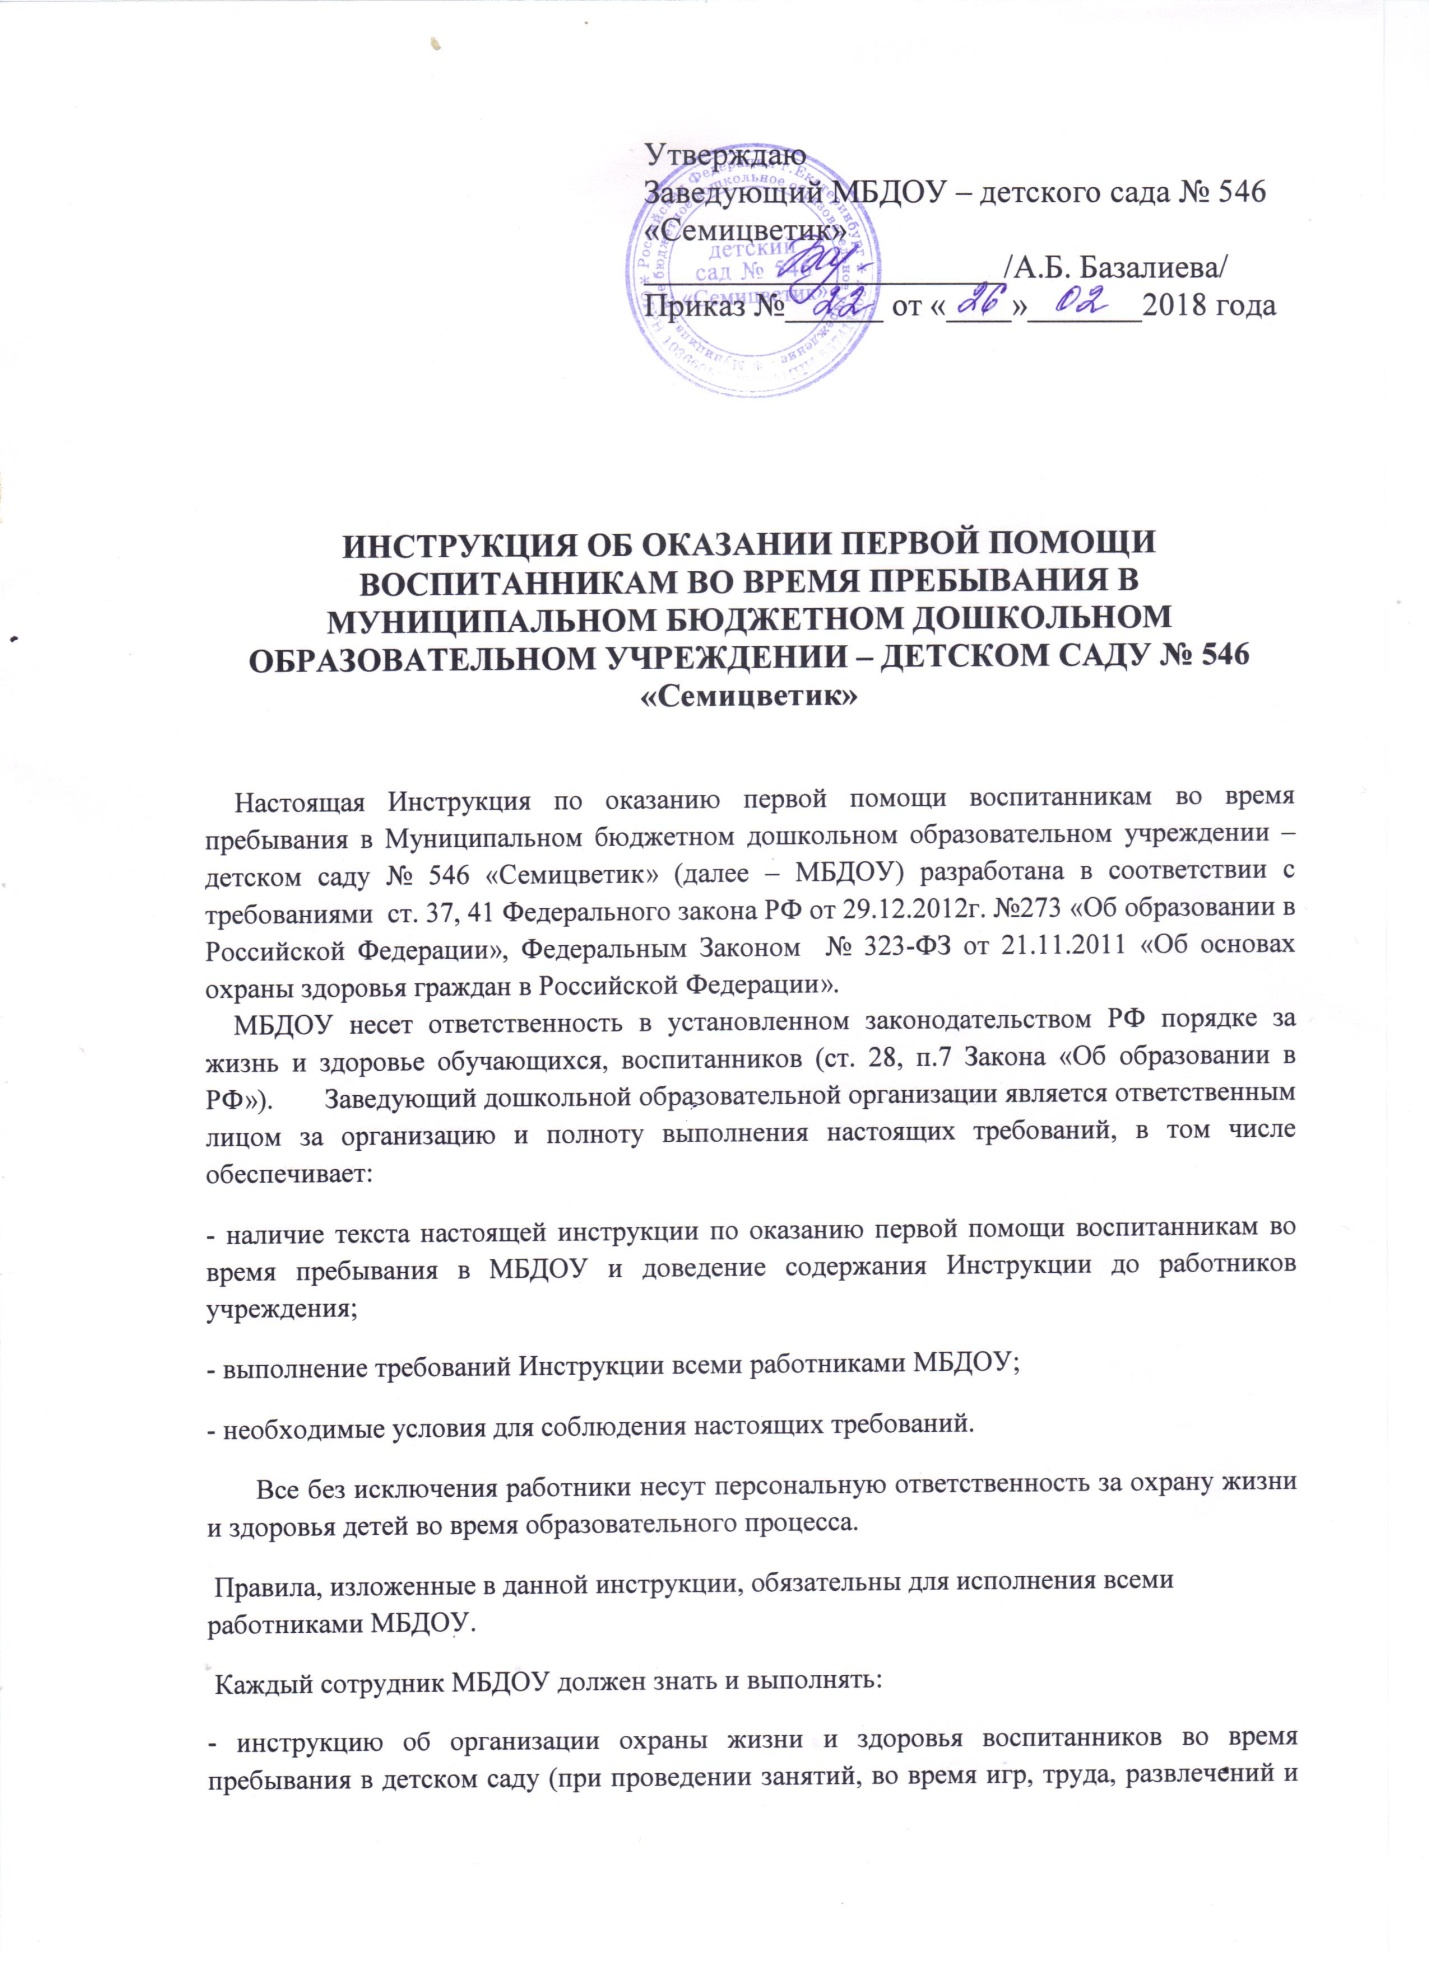 Утверждаю
Заведующий МБДОУ – детского сада № 546
«Семицветик»
/А.Б. Базалиева/
Приказ № 22 от «26» 02 2018 года
детский
сад № 546
«Семицветик»
ИНСТРУКЦИЯ ОБ ОКАЗАНИИ ПЕРВОЙ ПОМОЩИ
ВОСПИТАННИКАМ ВО ВРЕМЯ ПРЕБЫВАНИЯ В
МУНИЦИПАЛЬНОМ БЮДЖЕТНОМ ДОШКОЛЬНОМ
ОБРАЗОВАТЕЛЬНОМ УЧРЕЖДЕНИИ – ДЕТСКОМ САДУ № 546
«Семицветик»
Настоящая Инструкция по оказанию первой помощи воспитанникам во время
пребывания в Муниципальном бюджетном дошкольном образовательном учреждении –
детском саду № 546 «Семицветик» (далее – МБДОУ) разработана в соответствии с
требованиями ст. 37, 41 Федерального закона РФ от 29.12.2012г. №273 «Об образовании в
Российской Федерации», Федеральным Законом № 323-ФЗ от 21.11.2011 «Об основах
охраны здоровья граждан в Российской Федерации».
МБДОУ несет ответственность в установленном законодательством РФ порядке за
жизнь и здоровье обучающихся, воспитанников (ст. 28, п.7 Закона «Об образовании в
РФ»). Заведующий дошкольной образовательной организации является ответственным
лицом за организацию и полноту выполнения настоящих требований, в том числе
обеспечивает:
- наличие текста настоящей инструкции по оказанию первой помощи воспитанникам во
время пребывания в МБДОУ и доведение содержания Инструкции до работников
учреждения;
- выполнение требований Инструкции всеми работниками МБДОУ;
- необходимые условия для соблюдения настоящих требований.
Все без исключения работники несут персональную ответственность за охрану жизни
и здоровья детей во время образовательного процесса.
Правила, изложенные в данной инструкции, обязательны для исполнения всеми
работниками МБДОУ.
Каждый сотрудник МБДОУ должен знать и выполнять:
- инструкцию об организации охраны жизни и здоровья воспитанников во время
пребывания в детском саду (при проведении занятий, во время игр, труда, развлечений и